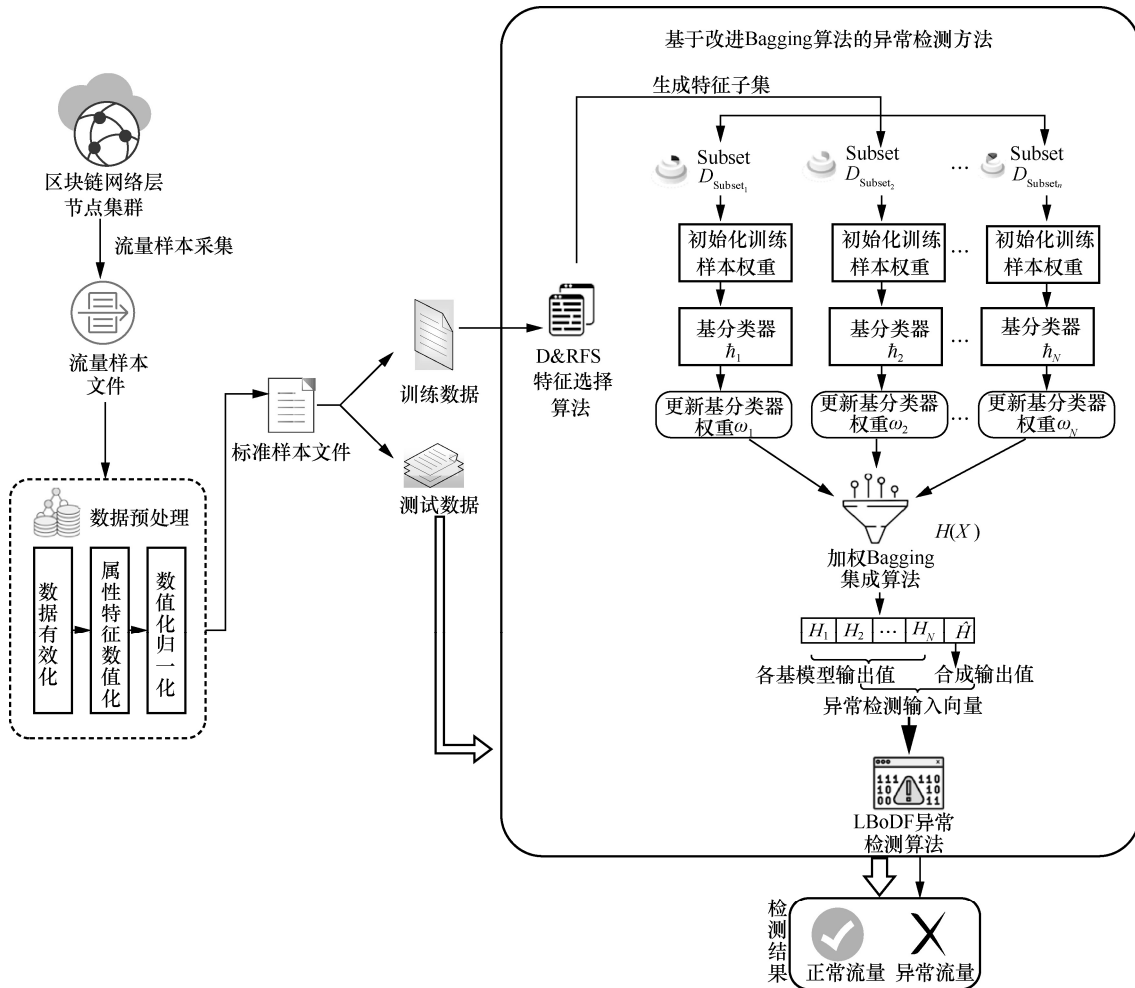 基于改进Bagging算法的异常检测方法
生成特征子集
区块链网络层
节点集群
流量样本采集
流量样本
文件
数据预处理
数据有效化
属性特征数值化
数值化归一化
标准样本文件
训练数据
测试数据
D&RFS
特征选择
算法
Subset
D_Subset₁
Subset
D_Subset₂
...
Subset
D_Subsetₙ
初始化训练
样本权重
初始化训练
样本权重
...
初始化训练
样本权重
基分类器
ħ₁
基分类器
ħ₂
...
基分类器
ħ_N
更新基分类器
权重ω₁
更新基分类器
权重ω₂
...
更新基分类器
权重ω_N
H(X)
加权Bagging
集成算法
H₁ H₂ ... H_N Ĥ
各基模型输出值 合成输出值
异常检测输入向量
111 110
10 10
00 11
LBoDF异常
检测算法
检测结果
正常流量 异常流量